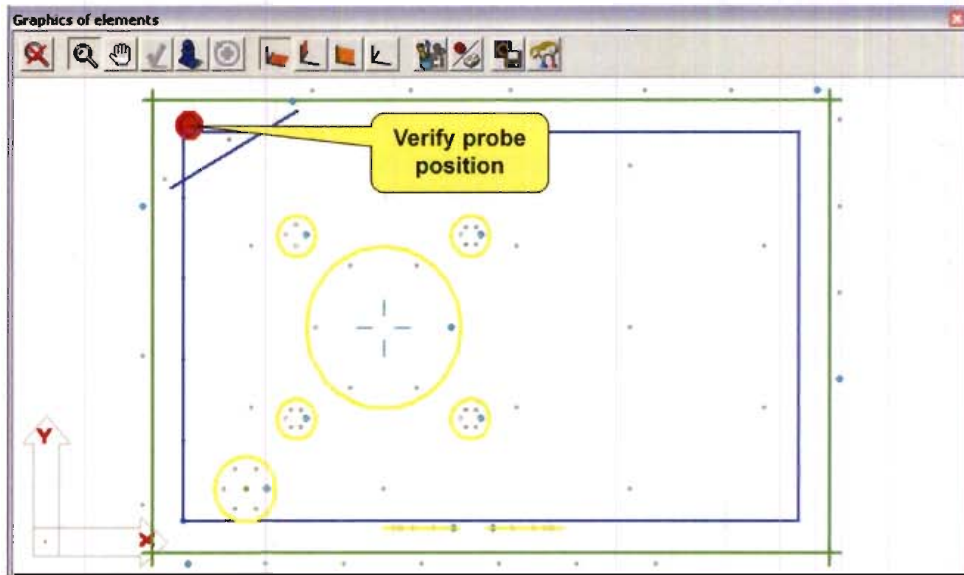 Graphics of elements
Verify probe
position
Y
X